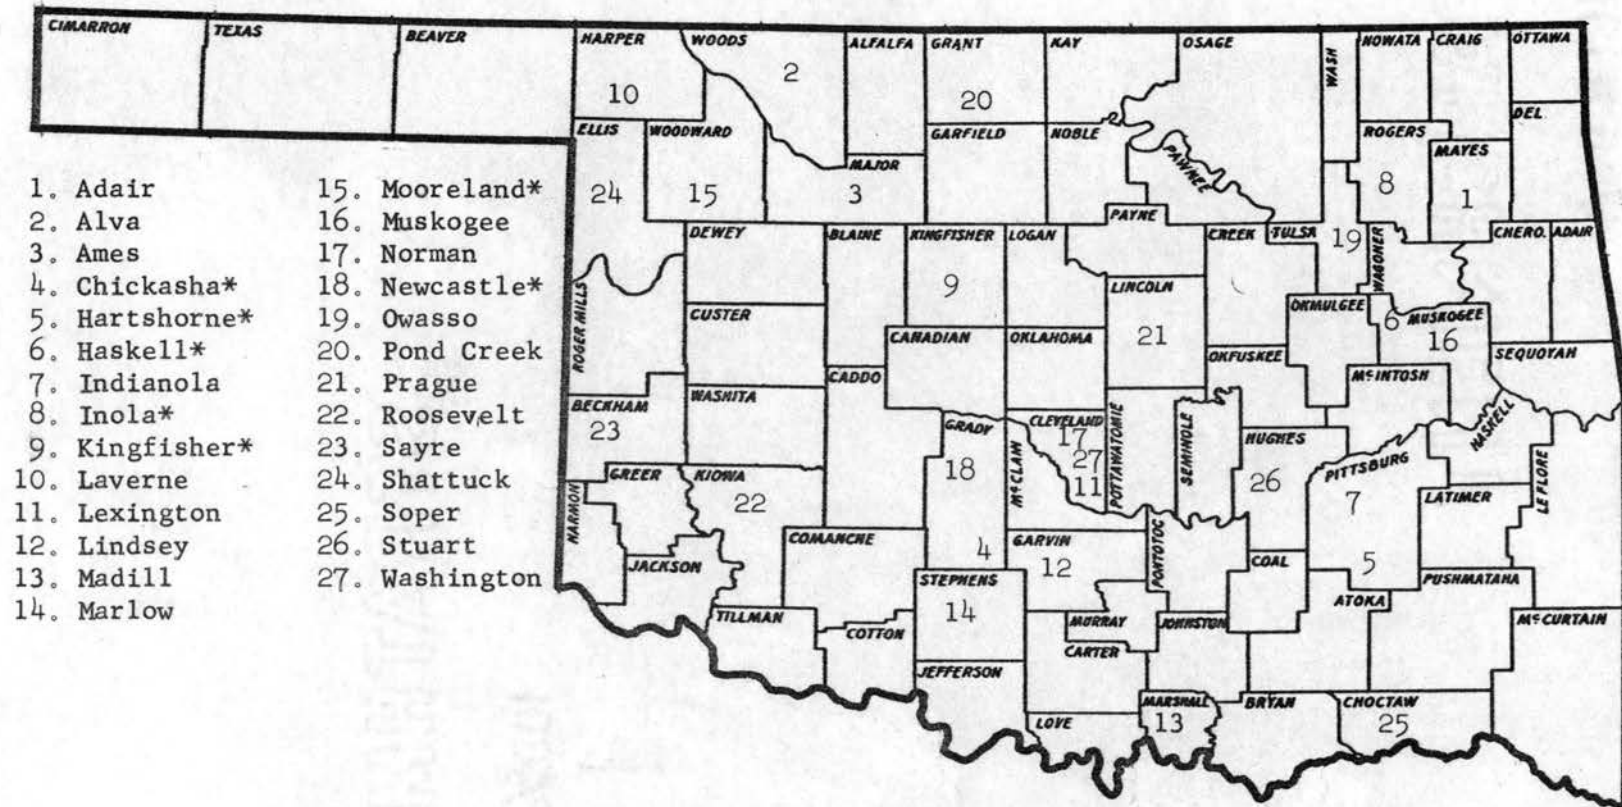 CIMARRON TEXAS BEAVER HARPER WOODS ALFALFA GRANT KAY OSAGE WASH NOWATA CRAIG OTTAWA
2
10 20
DEL
ELLIS WOODWARD GARFIELD NOBLE ROGERS
MAYES
MAJOR PAWNEE
24 15 3 8 1
PAYNE
DEWEY BLAINE KINGFISHER LOGAN CREEK TULSA WAGONER CHERO. ADAIR
19
9 LINCOLN
ROGER MILLS CUSTER OKMULGEE 6 MUSKOGEE
CANADIAN OKLAHOMA 21 16
OKFUSKEE SEQUOYAH
CADDO McINTOSH
BECKHAM WASHITA
23 GRADY CLEVELAND HASKELL
17
18 McCLAIN 27 POTTAWATOMIE SEMINOLE HUGHES PITTSBURG
GREER KIOWA 11 26 7 LATIMER LE FLORE
HARMON 22
COMANCHE 4 GARVIN PONTOTOC
JACKSON 12 COAL 5
STEPHENS PUSHMATAHA
14 ATOKA
TILLMAN COTTON MURRAY JOHNSTON McCURTAIN
CARTER
JEFFERSON
MARSHALL BRYAN CHOCTAW
LOVE 13 25
1. Adair
2. Alva
3. Ames
4. Chickasha*
5. Hartshorne*
6. Haskell*
7. Indianola
8. Inola*
9. Kingfisher*
10. Laverne
11. Lexington
12. Lindsey
13. Madill
14. Marlow
15. Mooreland*
16. Muskogee
17. Norman
18. Newcastle*
19. Owasso
20. Pond Creek
21. Prague
22. Roosevelt
23. Sayre
24. Shattuck
25. Soper
26. Stuart
27. Washington